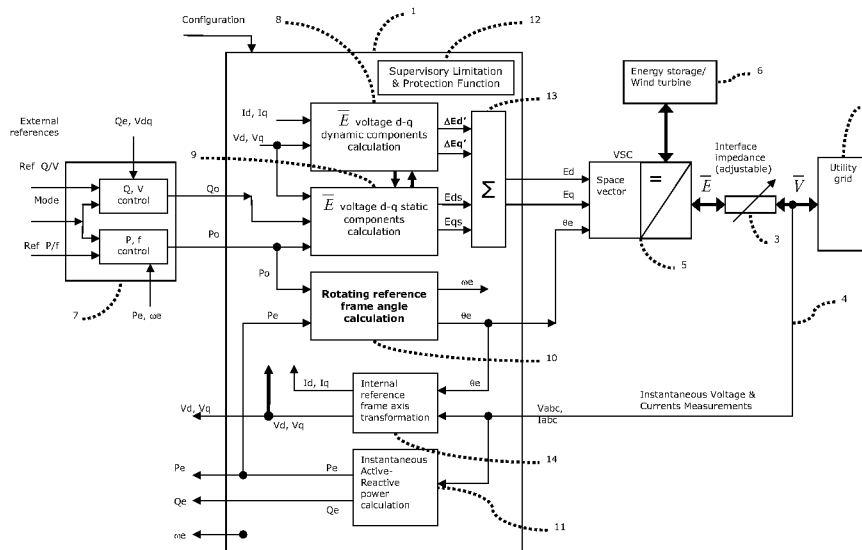 Configuration
8
1
12
Supervisory Limitation
& Protection Function
Energy storage/
Wind turbine
6
External
references
Qe, Vdq
Id, Iq
Vd, Vq
E voltage d-q
dynamic components
calculation
ΔEd'
ΔEq'
13
9
E voltage d-q static
components
calculation
Eds
Eqs
Σ
Ed
Eq
θe
VSC
Space
vector
=
5
E
Interface
impedance
(adjustable)
3
V
Utility
grid
Ref Q/V
Mode
Ref P/f
Q, V
control
P, f
control
Qo
Po
7
Pe, ωe
Po
Pe
Rotating reference
frame angle
calculation
ωe
θe
10
4
Id, Iq
Vd, Vq
Vd, Vq
Internal
reference
frame axis
transformation
θe
14
Vabc,
Iabc
Instantaneous Voltage &
Currents Measurements
Pe
Qe
ωe
Pe
Qe
Instantaneous
Active-
Reactive
power
calculation
11